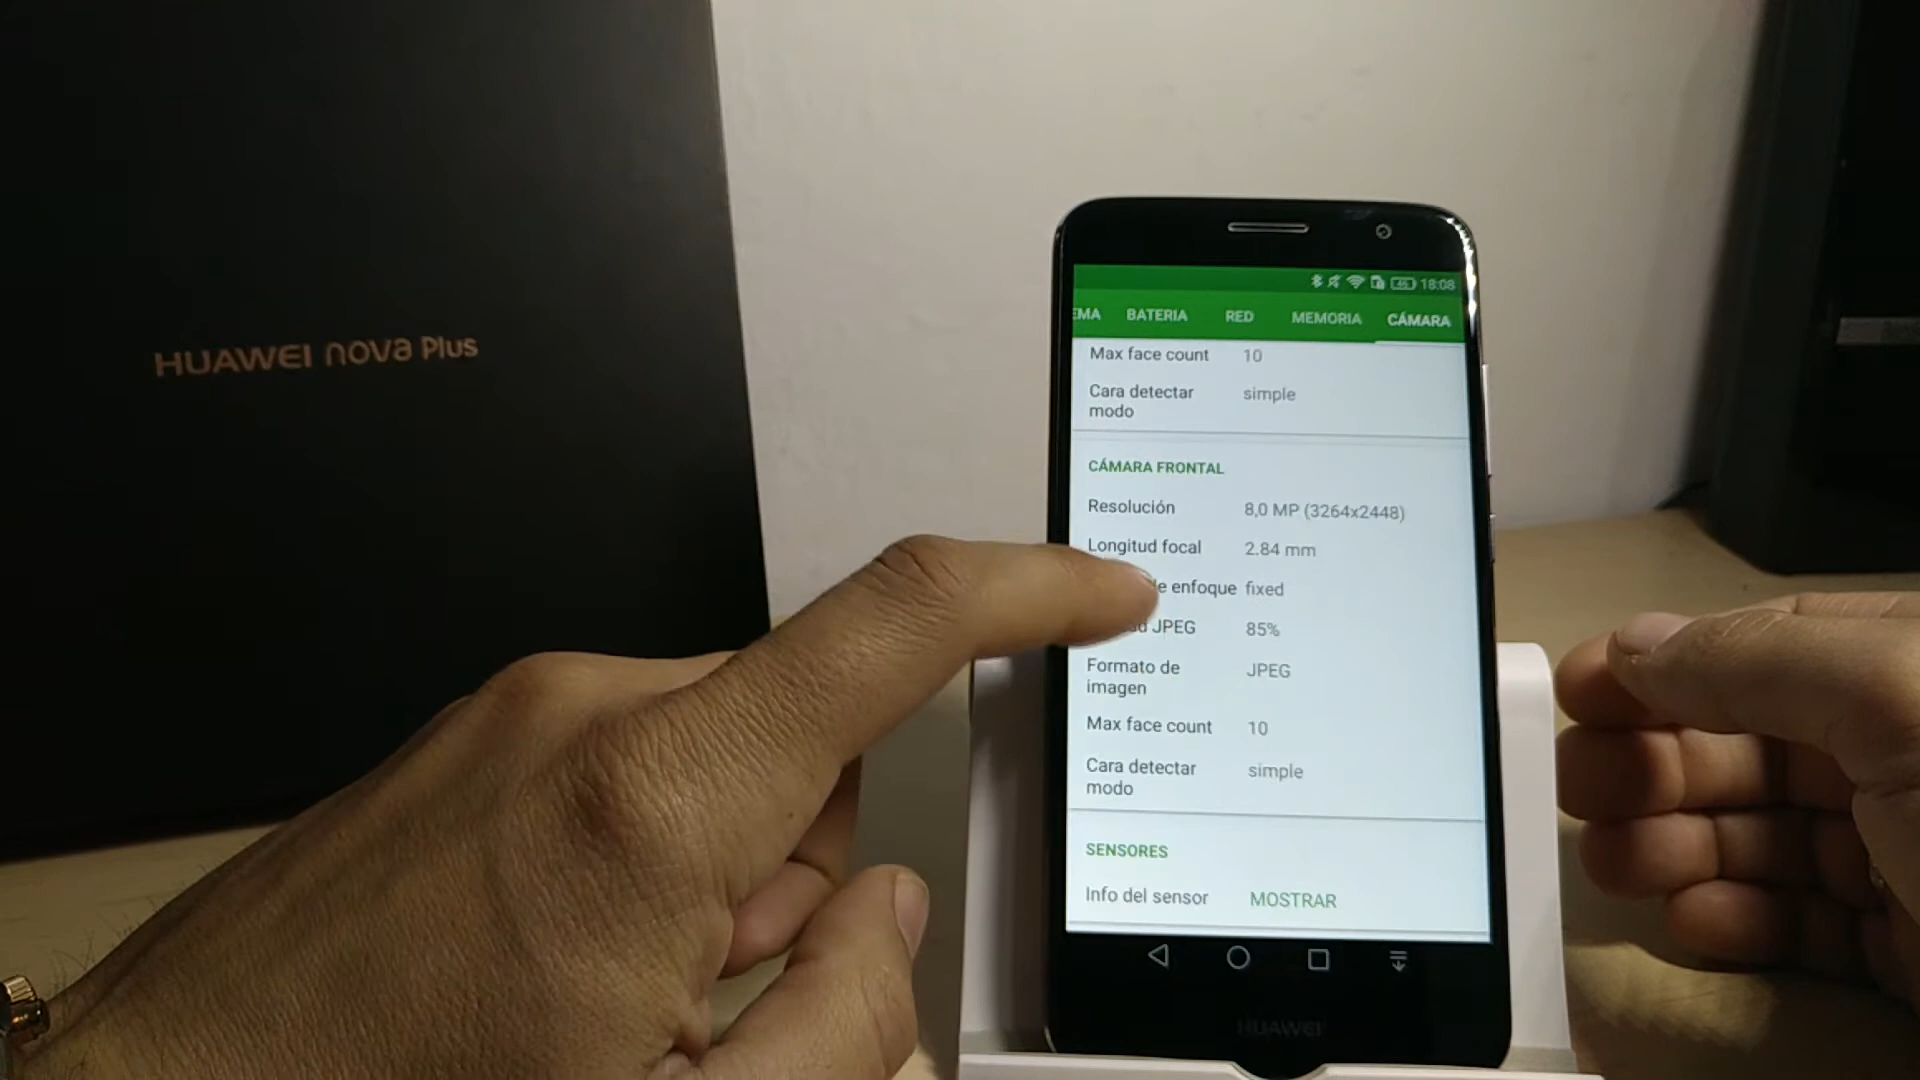 HUAWEI nova Plus
18:08
EMA BATERIA RED MEMORIA CÁMARA
Max face count 10
Cara detectar modo simple
CÁMARA FRONTAL
Resolución 8,0 MP (3264x2448)
Longitud focal 2.84 mm
de enfoque fixed
JPEG 85%
Formato de imagen JPEG
Max face count 10
Cara detectar modo simple
SENSORES
Info del sensor MOSTRAR
HUAWEI